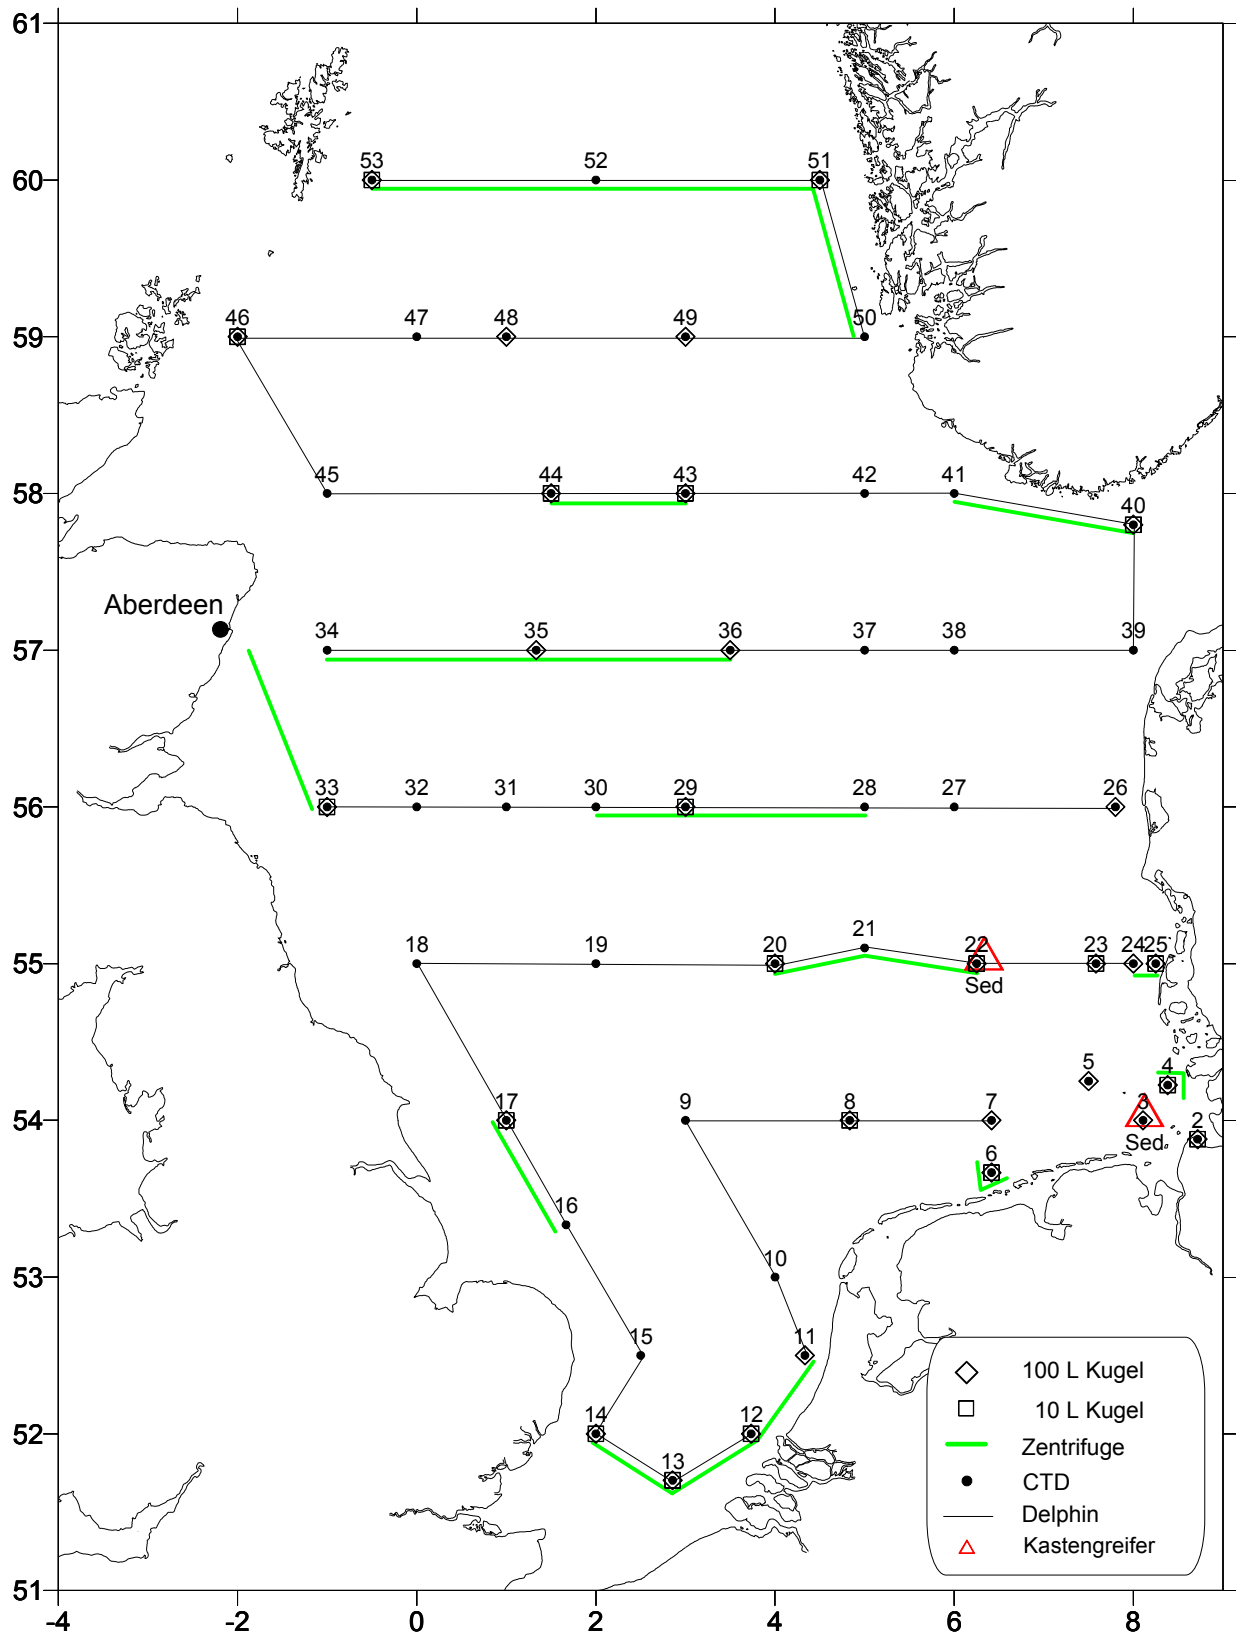 61
53 52 51
60
46 47 48 49 50
59
45 44 43 42 41 40
58
Aberdeen
34 35 36 37 38 39
57
33 32 31 30 29 28 27 26
56
18 19 20 21 22 23 24 25
55
Sed
5 4
17 9 8 7 3 2
54
Sed
6
16
10
53
15 11
100 L Kugel
14 12
10 L Kugel
52
Zentrifuge
13
CTD
Delphin
Kastengreifer
51
-4 -2 0 2 4 6 8